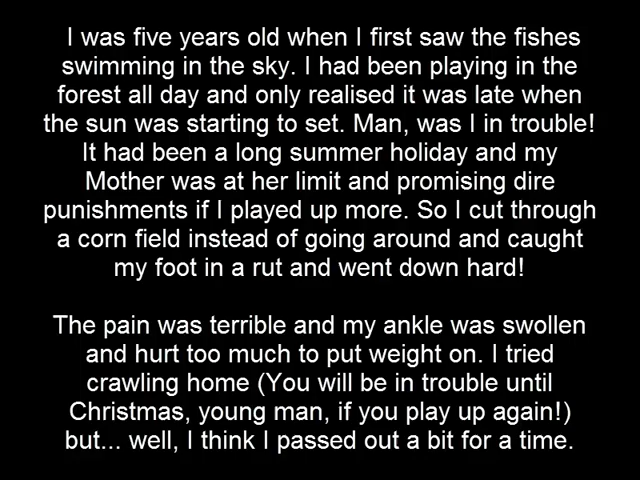 I was five years old when I first saw the fishes
swimming in the sky. I had been playing in the
forest all day and only realised it was late when
the sun was starting to set. Man, was I in trouble!
It had been a long summer holiday and my
Mother was at her limit and promising dire
punishments if I played up more. So I cut through
a corn field instead of going around and caught
my foot in a rut and went down hard!
The pain was terrible and my ankle was swollen
and hurt too much to put weight on. I tried
crawling home (You will be in trouble until
Christmas, young man, if you play up again!)
but... well, I think I passed out a bit for a time.